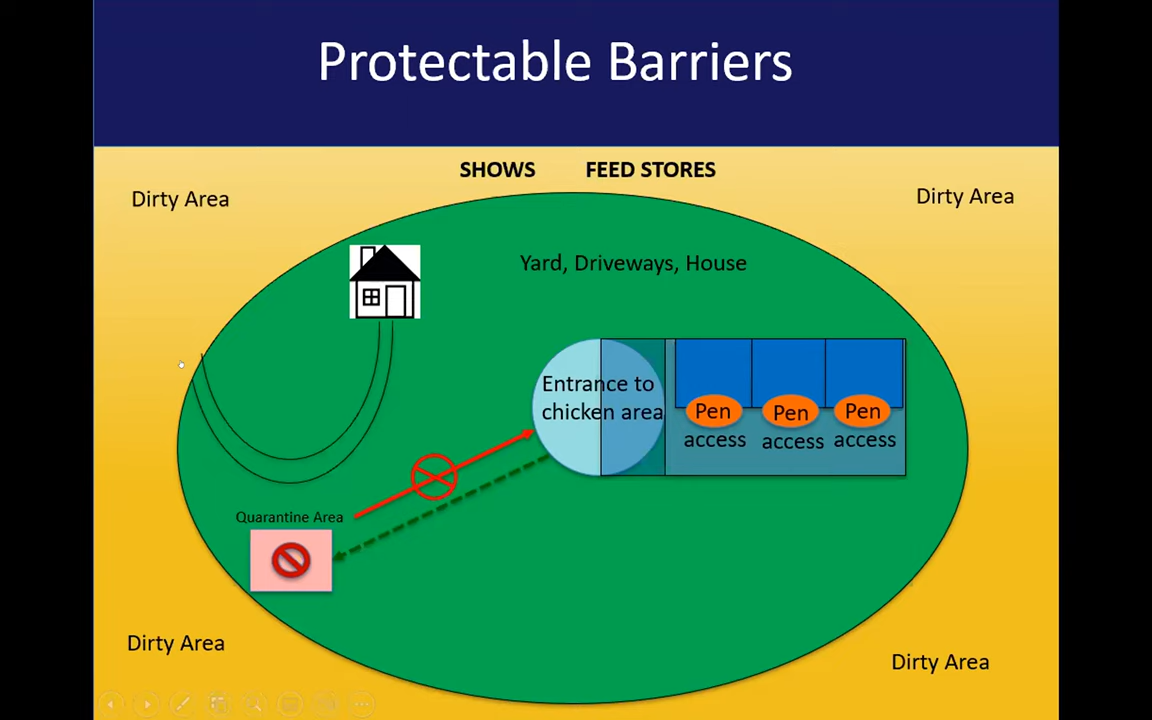 Protectable Barriers
SHOWS FEED STORES
Dirty Area
Dirty Area
Yard, Driveways, House
Entrance to
chicken area
Pen
access
Pen
access
Pen
access
Quarantine Area
Dirty Area
Dirty Area